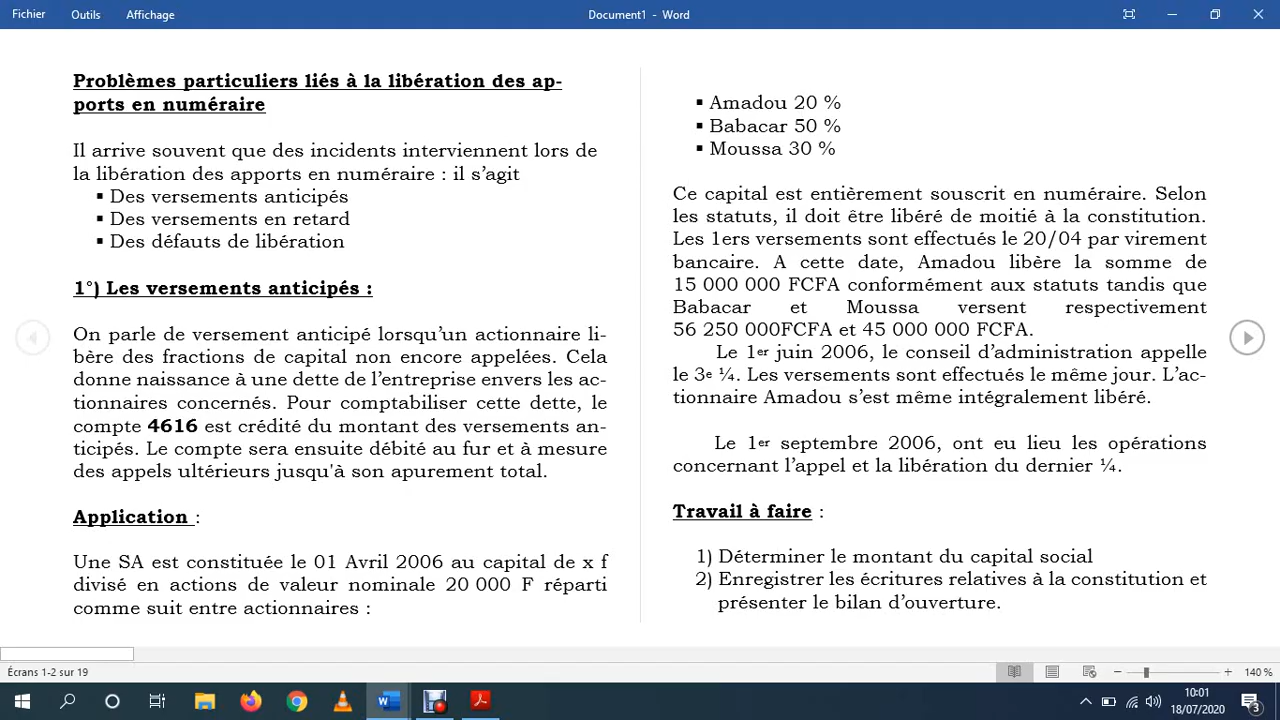 Fichier Outils Affichage Document1 - Word
Problèmes particuliers liés à la libération des ap-
ports en numéraire
Il arrive souvent que des incidents interviennent lors de
la libération des apports en numéraire : il s’agit
▪ Des versements anticipés
▪ Des versements en retard
▪ Des défauts de libération
1°) Les versements anticipés :
On parle de versement anticipé lorsqu’un actionnaire li-
bère des fractions de capital non encore appelées. Cela
donne naissance à une dette de l’entreprise envers les ac-
tionnaires concernés. Pour comptabiliser cette dette, le
compte 4616 est crédité du montant des versements an-
ticipés. Le compte sera ensuite débité au fur et à mesure
des appels ultérieurs jusqu'à son apurement total.
Application :
Une SA est constituée le 01 Avril 2006 au capital de x f
divisé en actions de valeur nominale 20 000 F réparti
comme suit entre actionnaires :
▪ Amadou 20 %
▪ Babacar 50 %
▪ Moussa 30 %
Ce capital est entièrement souscrit en numéraire. Selon
les statuts, il doit être libéré de moitié à la constitution.
Les 1ers versements sont effectués le 20/04 par virement
bancaire. A cette date, Amadou libère la somme de
15 000 000 FCFA conformément aux statuts tandis que
Babacar et Moussa versent respectivement
56 250 000FCFA et 45 000 000 FCFA.
Le 1er juin 2006, le conseil d’administration appelle
le 3e ¼. Les versements sont effectués le même jour. L’ac-
tionnaire Amadou s’est même intégralement libéré.
Le 1er septembre 2006, ont eu lieu les opérations
concernant l’appel et la libération du dernier ¼.
Travail à faire :
1) Déterminer le montant du capital social
2) Enregistrer les écritures relatives à la constitution et
présenter le bilan d’ouverture.
Écrans 1-2 sur 19
140 %
10:01
18/07/2020
3